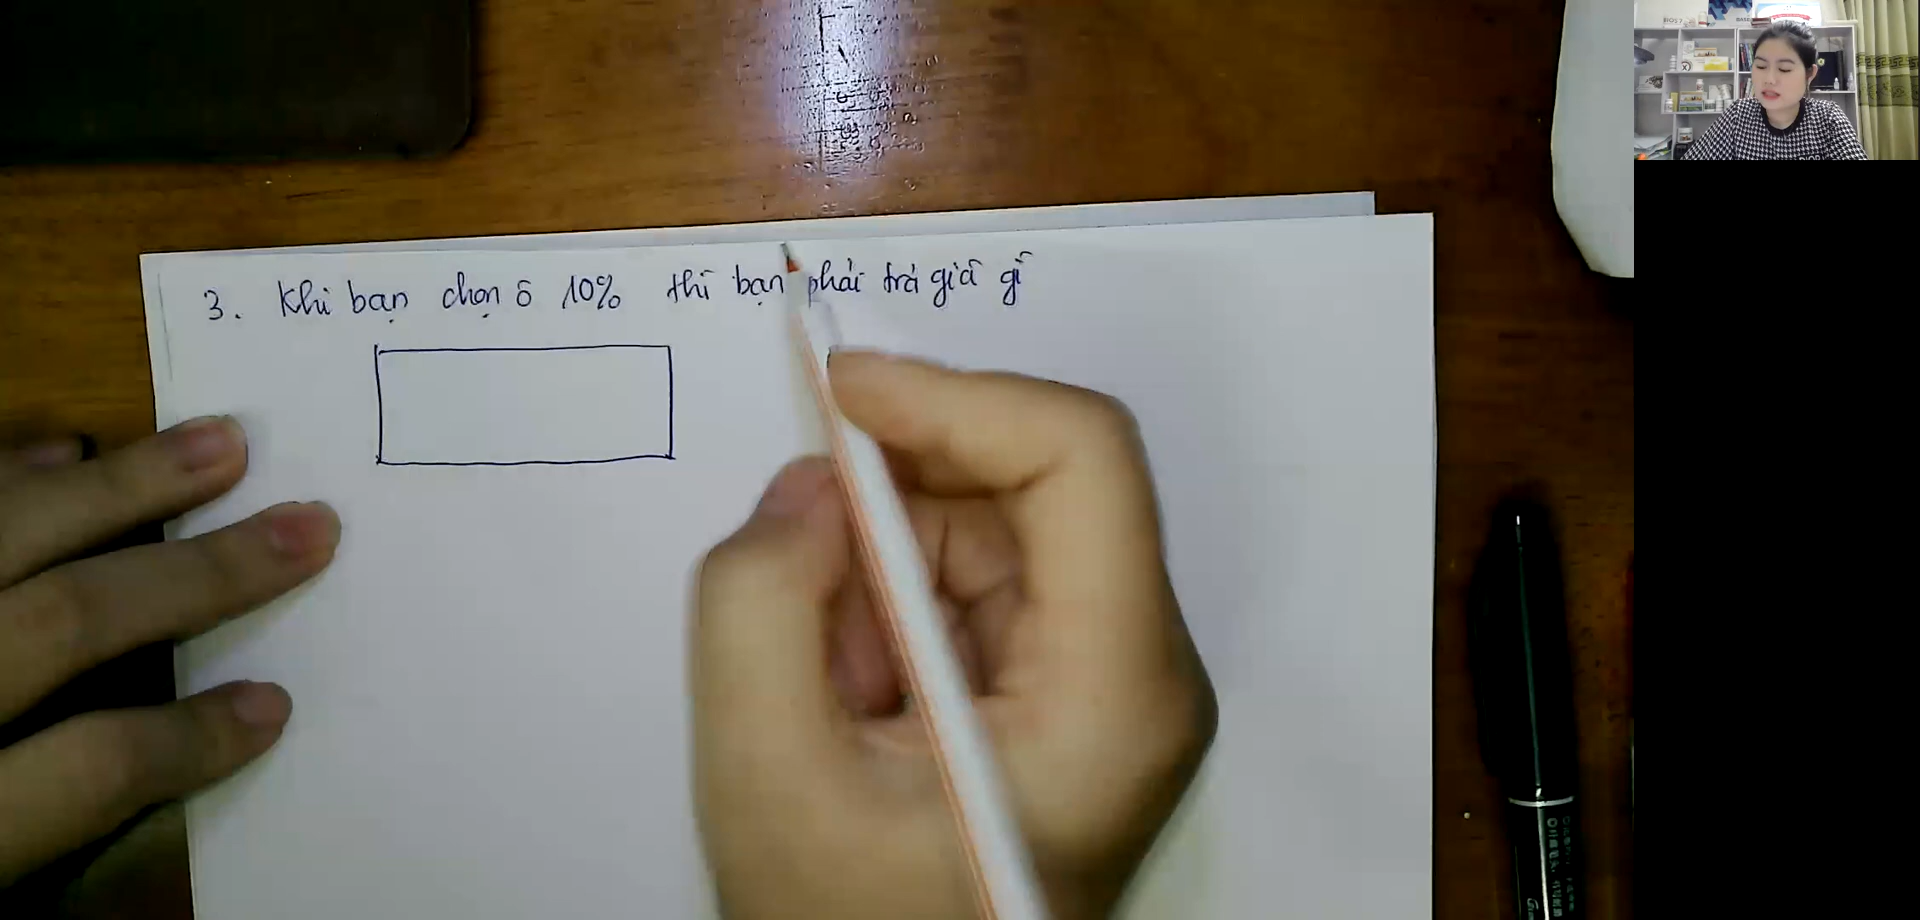 3. Khi bạn chọn ô 10% thì bạn phải trả giá gì